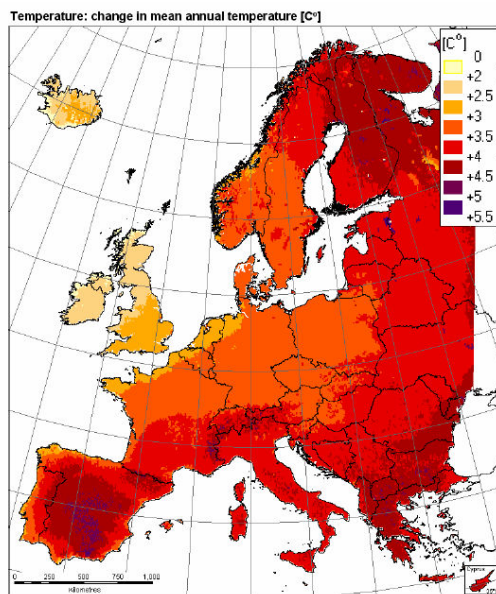 Temperature: change in mean annual temperature [C°]
[C°]
0
+2
+2.5
+3
+3.5
+4
+4.5
+5
+5.5
0 250 500 750 1,000
Kilometres
Cyprus